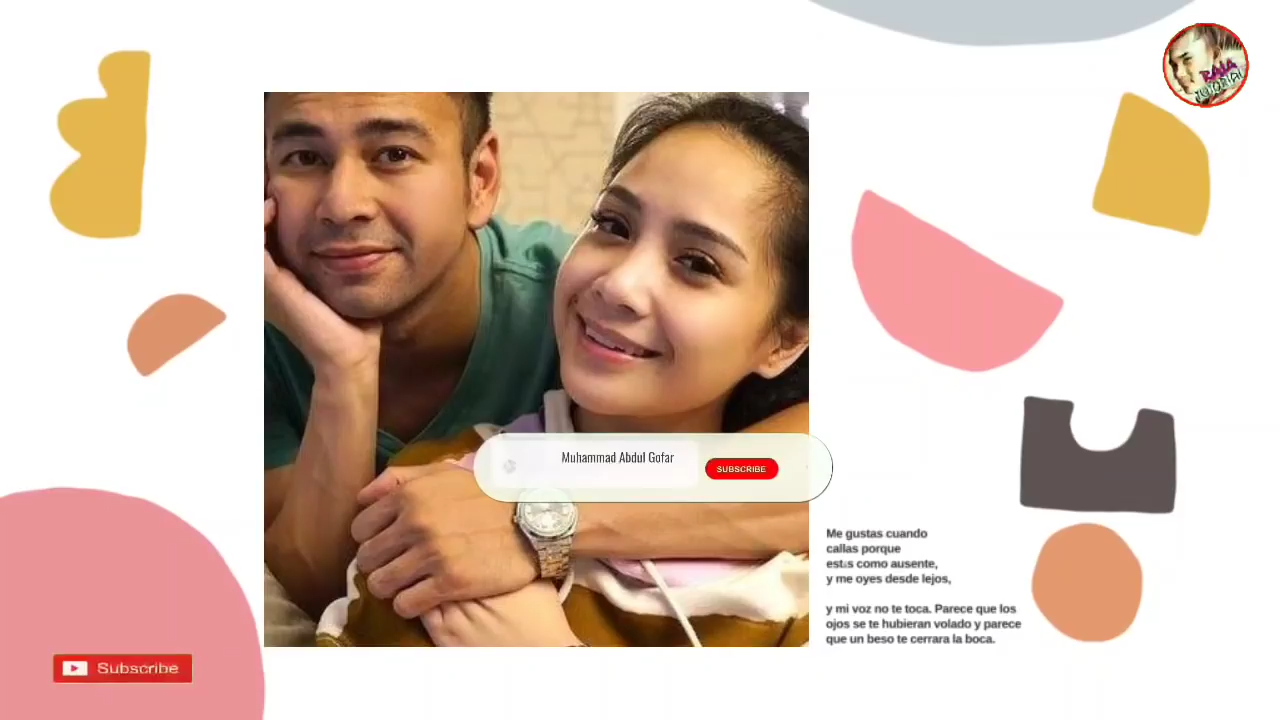 RAJA
Muhammad Abdul Gofar
SUBSCRIBE
Me gustas cuando
callas porque
estás como ausente,
y me oyes desde lejos,
y mi voz no te toca. Parece que los
ojos se te hubieran volado y parece
que un beso te cerrara la boca.
Subscribe